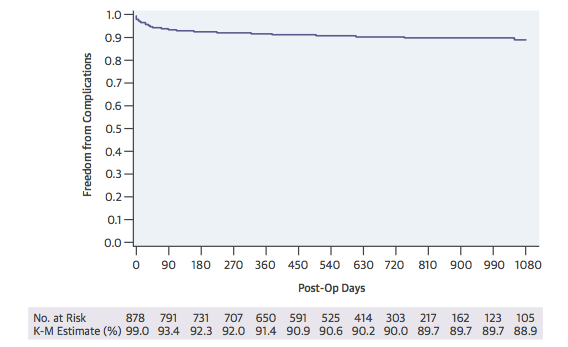 1.0
0.9
0.8
0.7
0.6
0.5
0.4
0.3
0.2
0.1
0.0
Freedom from Complications
0 90 180 270 360 450 540 630 720 810 900 990 1080
Post-Op Days
No. at Risk 878 791 731 707 650 591 525 414 303 217 162 123 105
K-M Estimate (%) 99.0 93.4 92.3 92.0 91.4 90.9 90.6 90.2 90.0 89.7 89.7 89.7 88.9